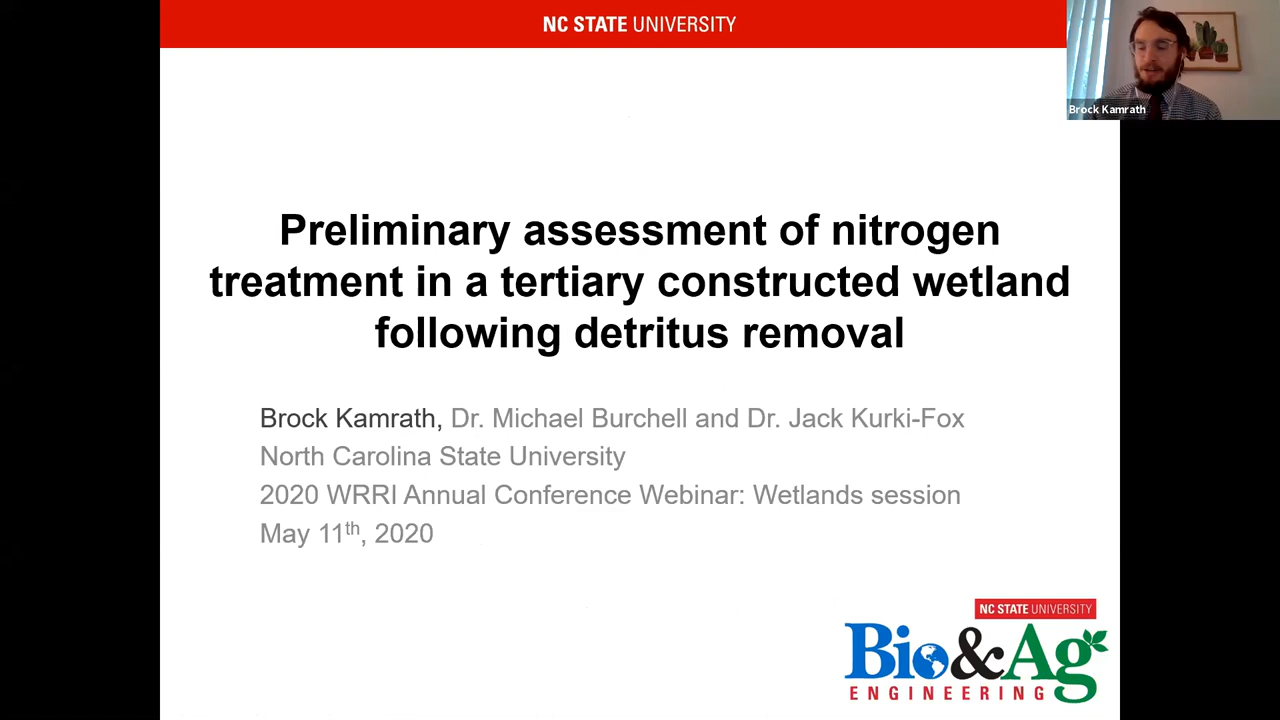 NC STATE UNIVERSITY
Brock Kamrath
Preliminary assessment of nitrogen
treatment in a tertiary constructed wetland
following detritus removal
Brock Kamrath, Dr. Michael Burchell and Dr. Jack Kurki-Fox
North Carolina State University
2020 WRRI Annual Conference Webinar: Wetlands session
May 11th, 2020
NC STATE UNIVERSITY
Bio&Ag
ENGINEERING